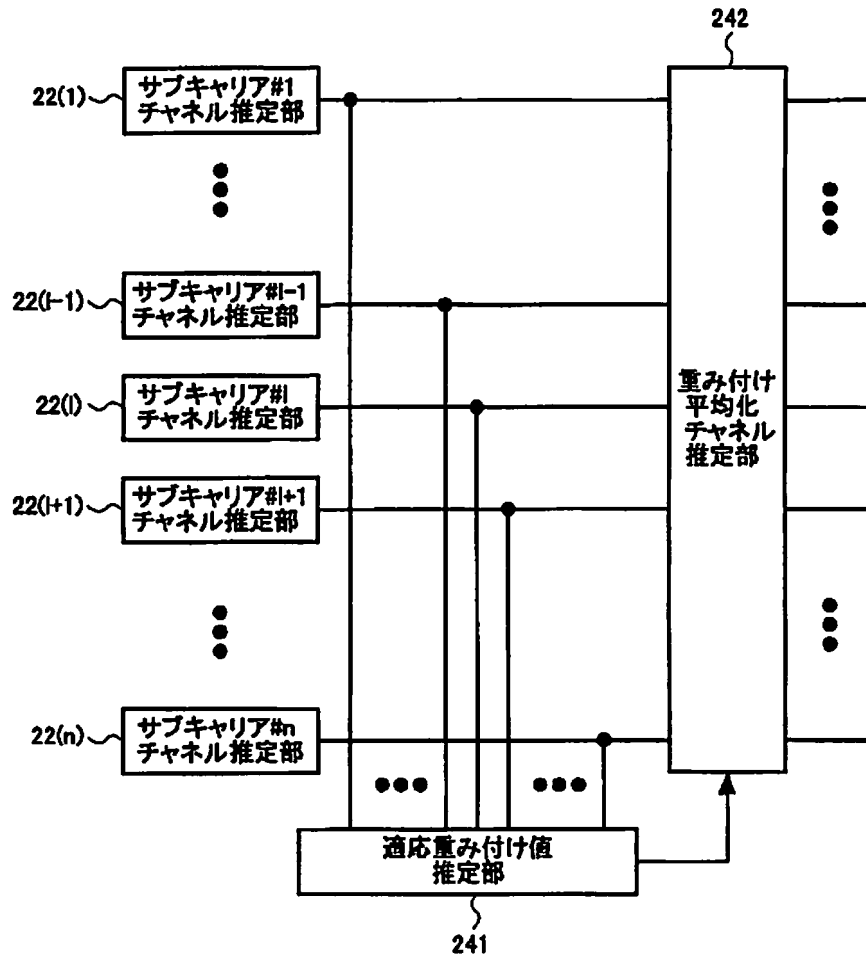 242
22(1)
サブキャリア#1
チャネル推定部
22(l-1)
サブキャリア#l-1
チャネル推定部
22(l)
サブキャリア#l
チャネル推定部
22(l+1)
サブキャリア#l+1
チャネル推定部
22(n)
サブキャリア#n
チャネル推定部
重み付け
平均化
チャネル
推定部
適応重み付け値
推定部
241